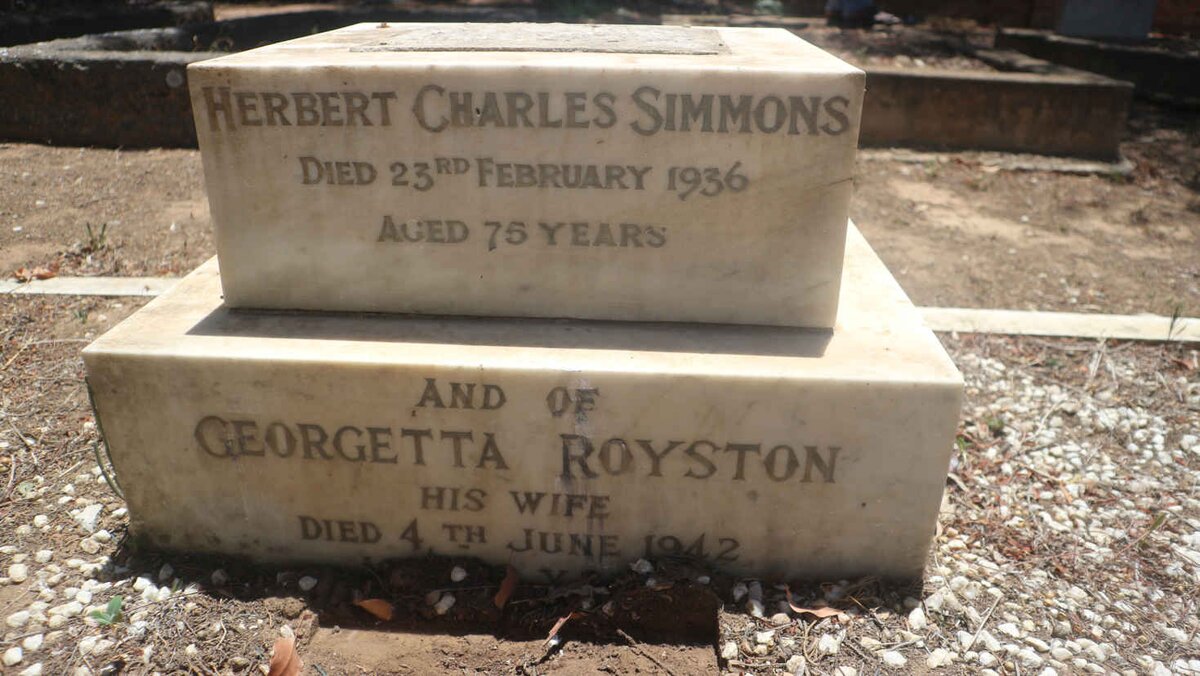 HERBERT CHARLES SIMMONS
DIED 23RD FEBRUARY 1936
AGED 75 YEARS
AND OF
GEORGETTA ROYSTON
HIS WIFE
DIED 4TH JUNE 1942